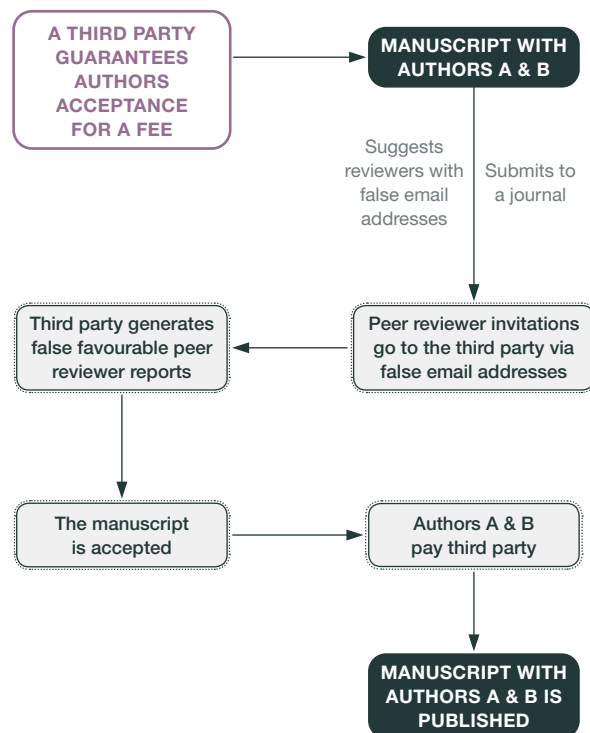 A THIRD PARTY
GUARANTEES
AUTHORS
ACCEPTANCE
FOR A FEE
MANUSCRIPT WITH
AUTHORS A & B
Suggests
reviewers with
false email
addresses
Submits to
a journal
Peer reviewer invitations
go to the third party via
false email addresses
Third party generates
false favourable peer
reviewer reports
The manuscript
is accepted
Authors A & B
pay third party
MANUSCRIPT WITH
AUTHORS A & B IS
PUBLISHED